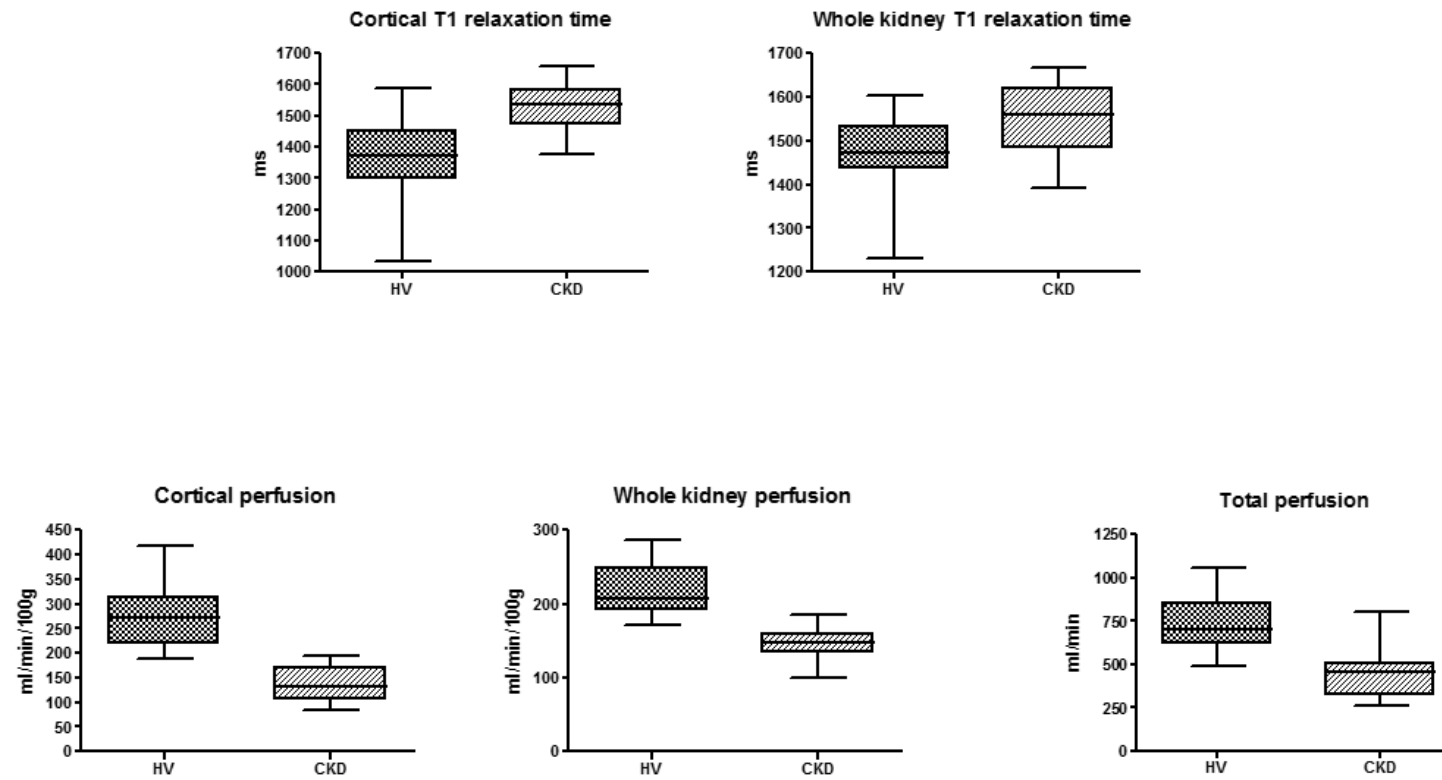 Cortical T1 relaxation time
1700
1600
1500
1400
1300
1200
1100
1000
ms
HV
CKD
Whole kidney T1 relaxation time
1700
1600
1500
1400
1300
1200
ms
HV
CKD
Cortical perfusion
450
400
350
300
250
200
150
100
50
0
ml/min/100g
HV
CKD
Whole kidney perfusion
300
200
100
0
ml/min/100g
HV
CKD
Total perfusion
1250
1000
750
500
250
0
ml/min
HV
CKD